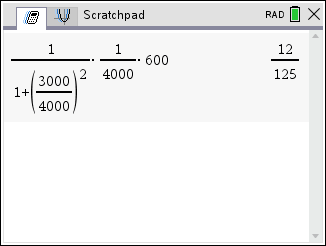 Scratchpad RAD
1/(1+(3000/4000)^2) · 1/4000 · 600 12/125